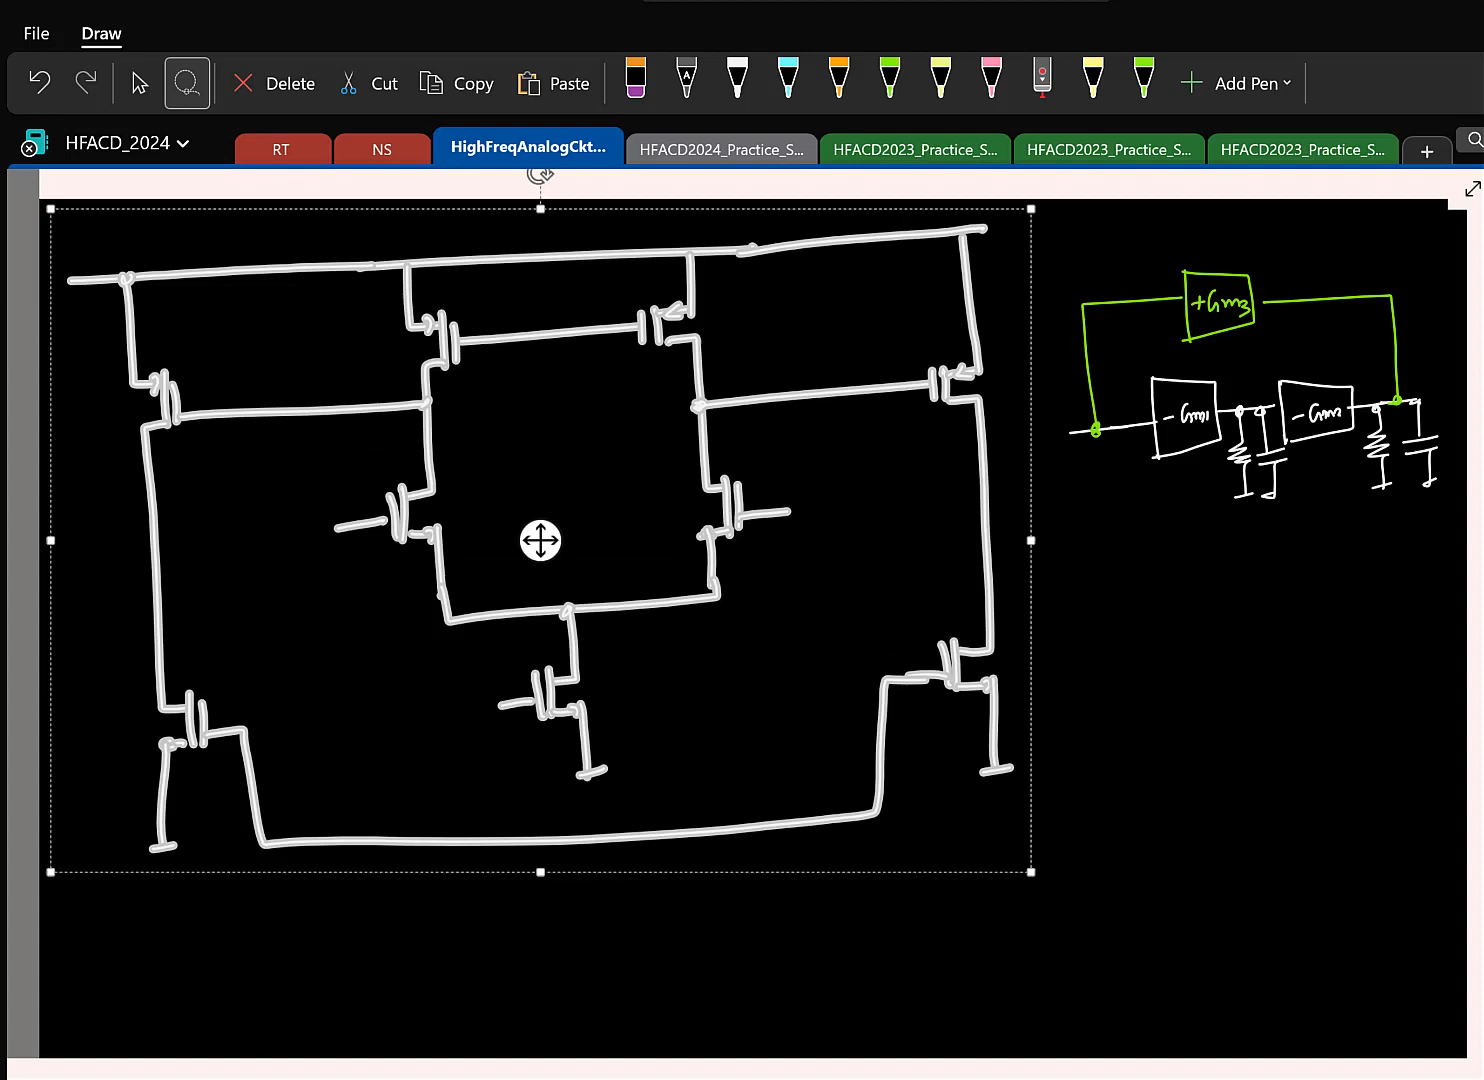 File Draw
Delete Cut Copy Paste A Add Pen
HFACD_2024 RT NS HighFreqAnalogCkt... HFACD2024_Practice_S... HFACD2023_Practice_S... HFACD2023_Practice_S... HFACD2023_Practice_S...
+Gm3
-Gm1 -Gm2